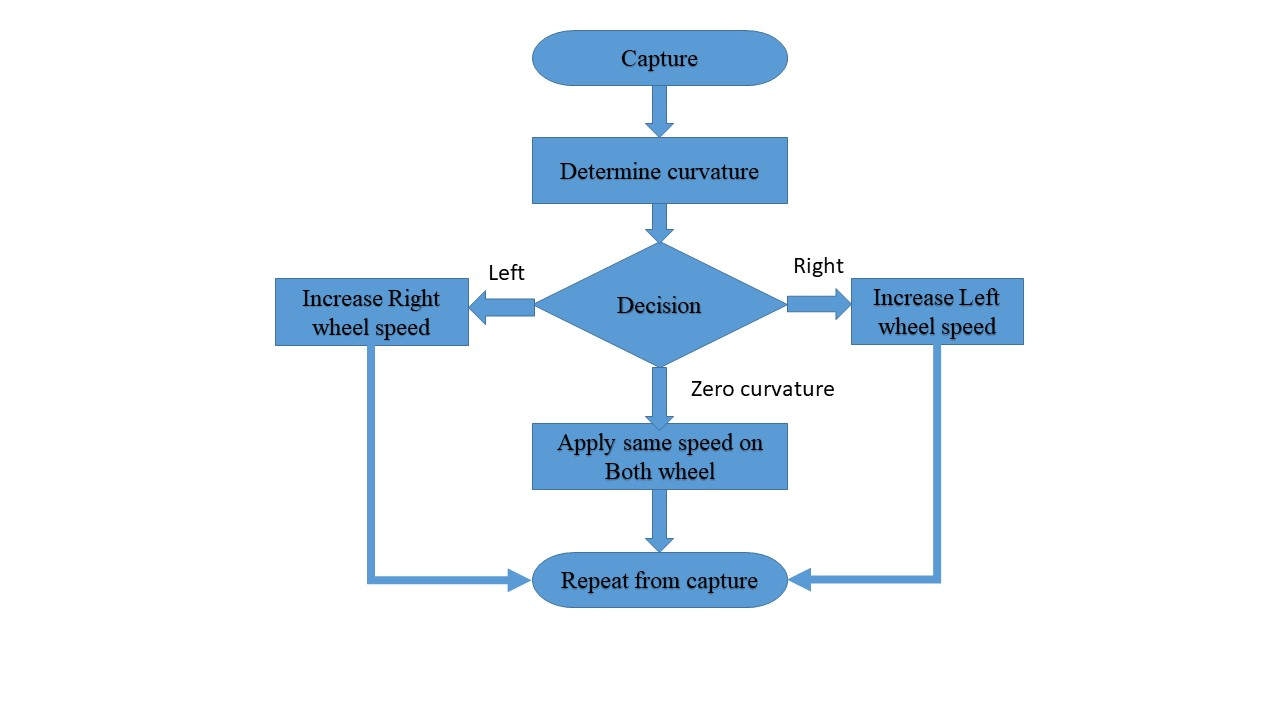 Capture
Determine curvature
Left
Right
Increase Right
wheel speed
Decision
Increase Left
wheel speed
Zero curvature
Apply same speed on
Both wheel
Repeat from capture